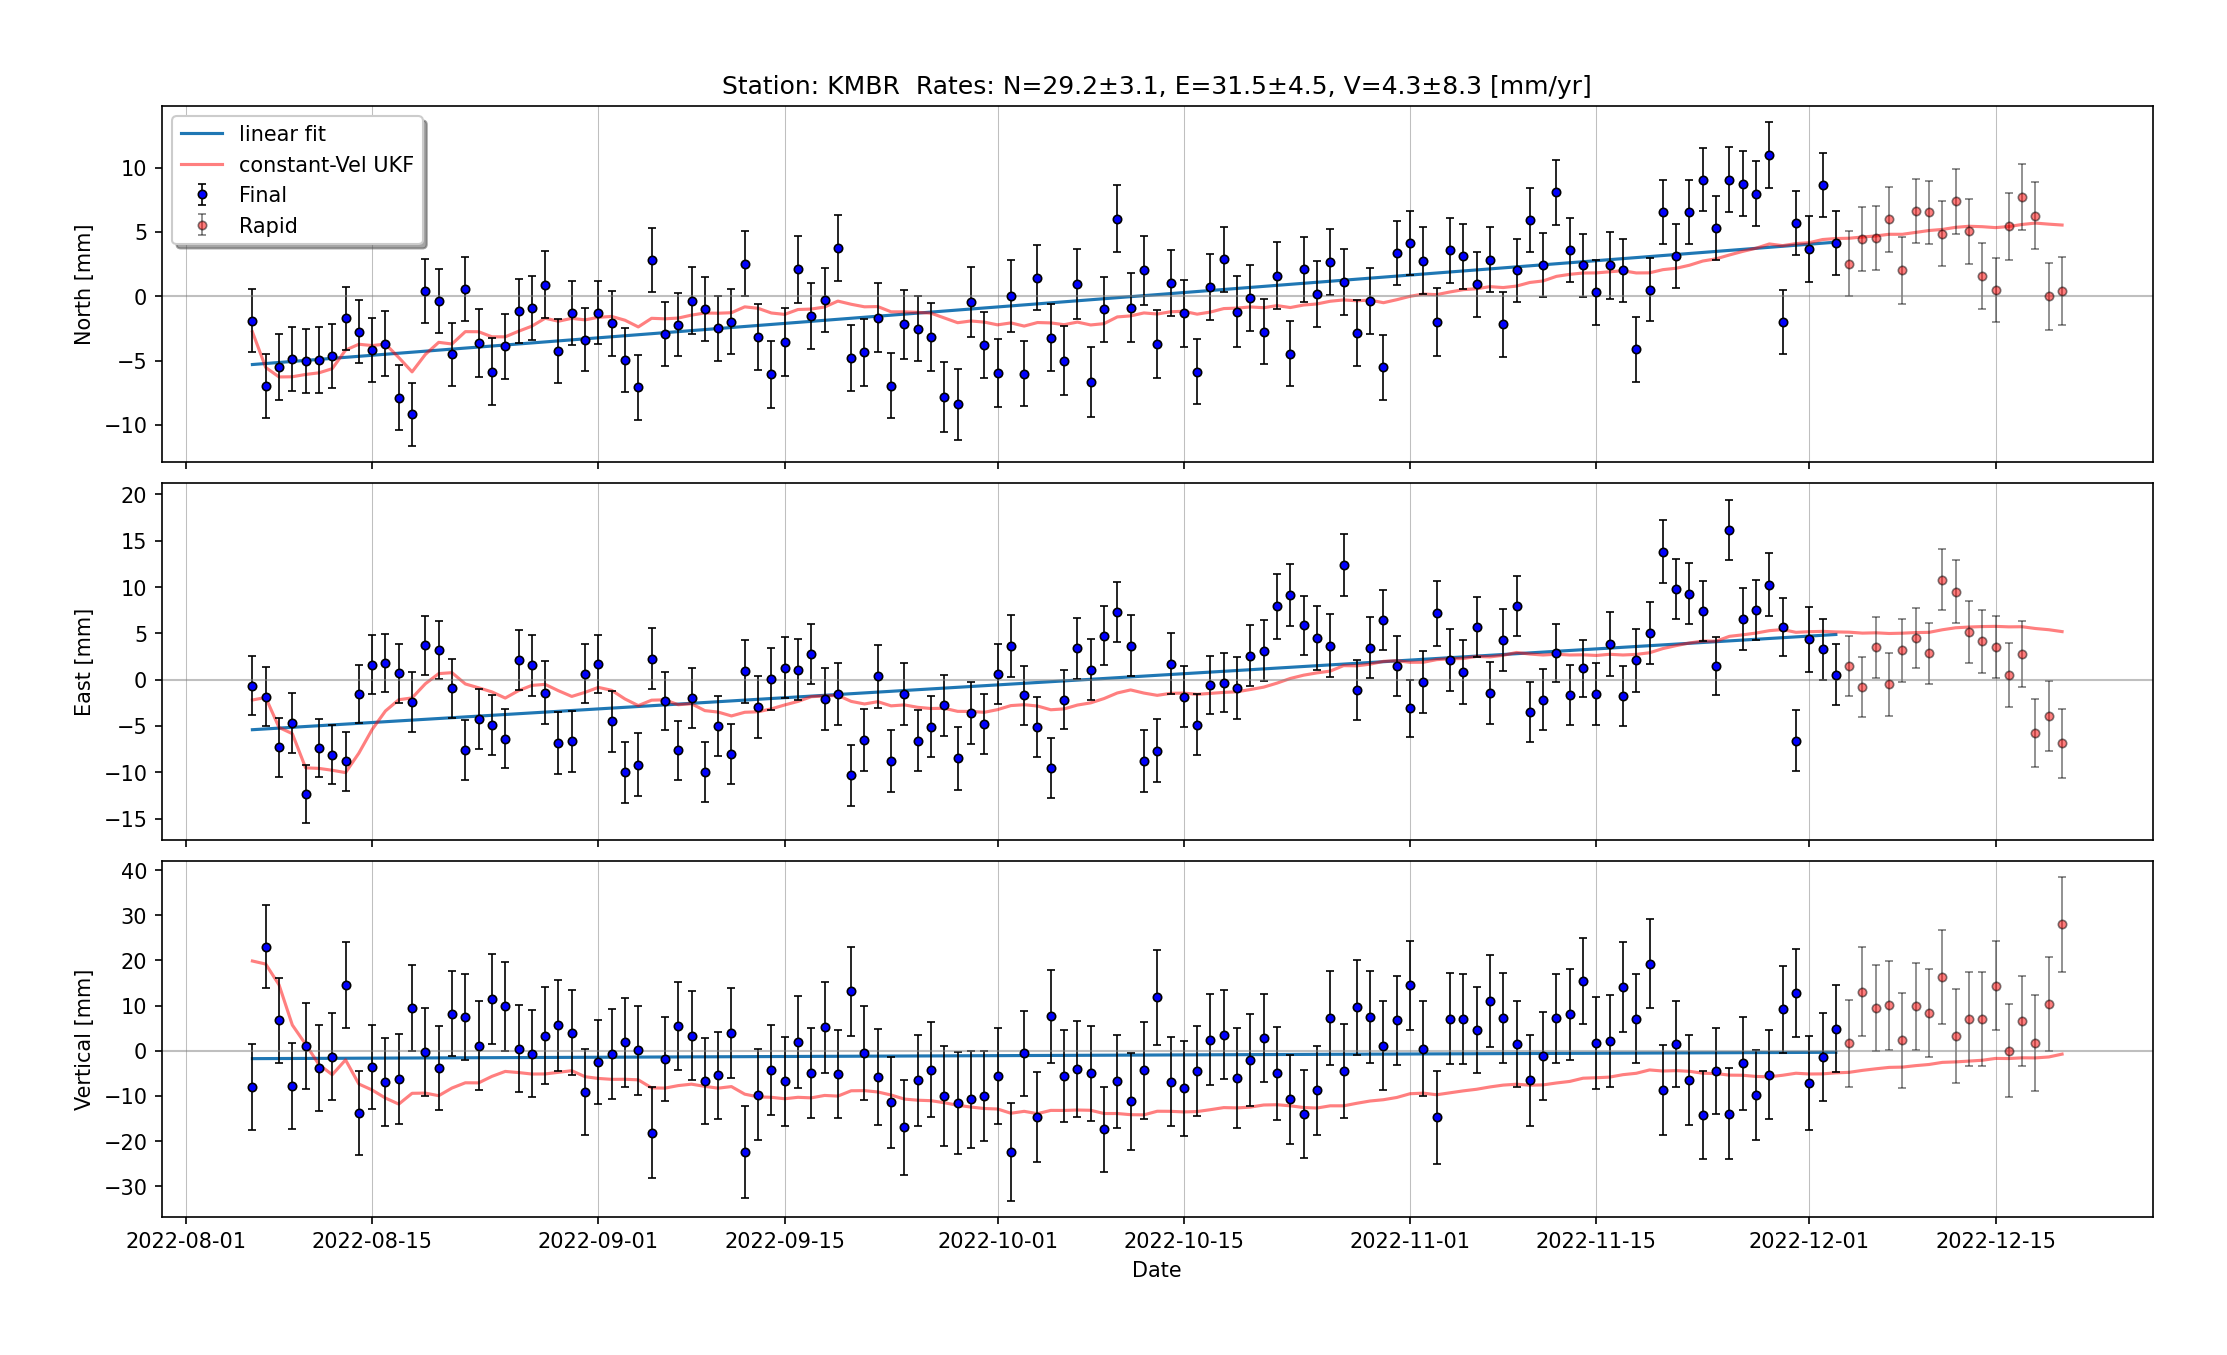 Station: KMBR  Rates: N=29.2±3.1, E=31.5±4.5, V=4.3±8.3 [mm/yr]
linear fit
constant-Vel UKF
Final
Rapid
North [mm]
10
5
0
−5
−10
East [mm]
20
15
10
5
0
−5
−10
−15
Vertical [mm]
40
30
20
10
0
−10
−20
−30
2022-08-01 2022-08-15 2022-09-01 2022-09-15 2022-10-01 2022-10-15 2022-11-01 2022-11-15 2022-12-01 2022-12-15
Date